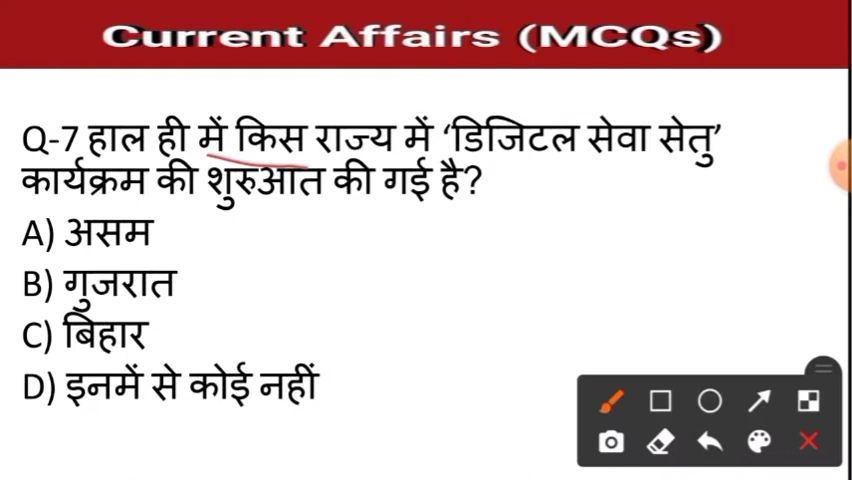 Current Affairs (MCQs)
Q-7 हाल ही में किस राज्य में ‘डिजिटल सेवा सेतु’
कार्यक्रम की शुरुआत की गई है?
A) असम
B) गुजरात
C) बिहार
D) इनमें से कोई नहीं